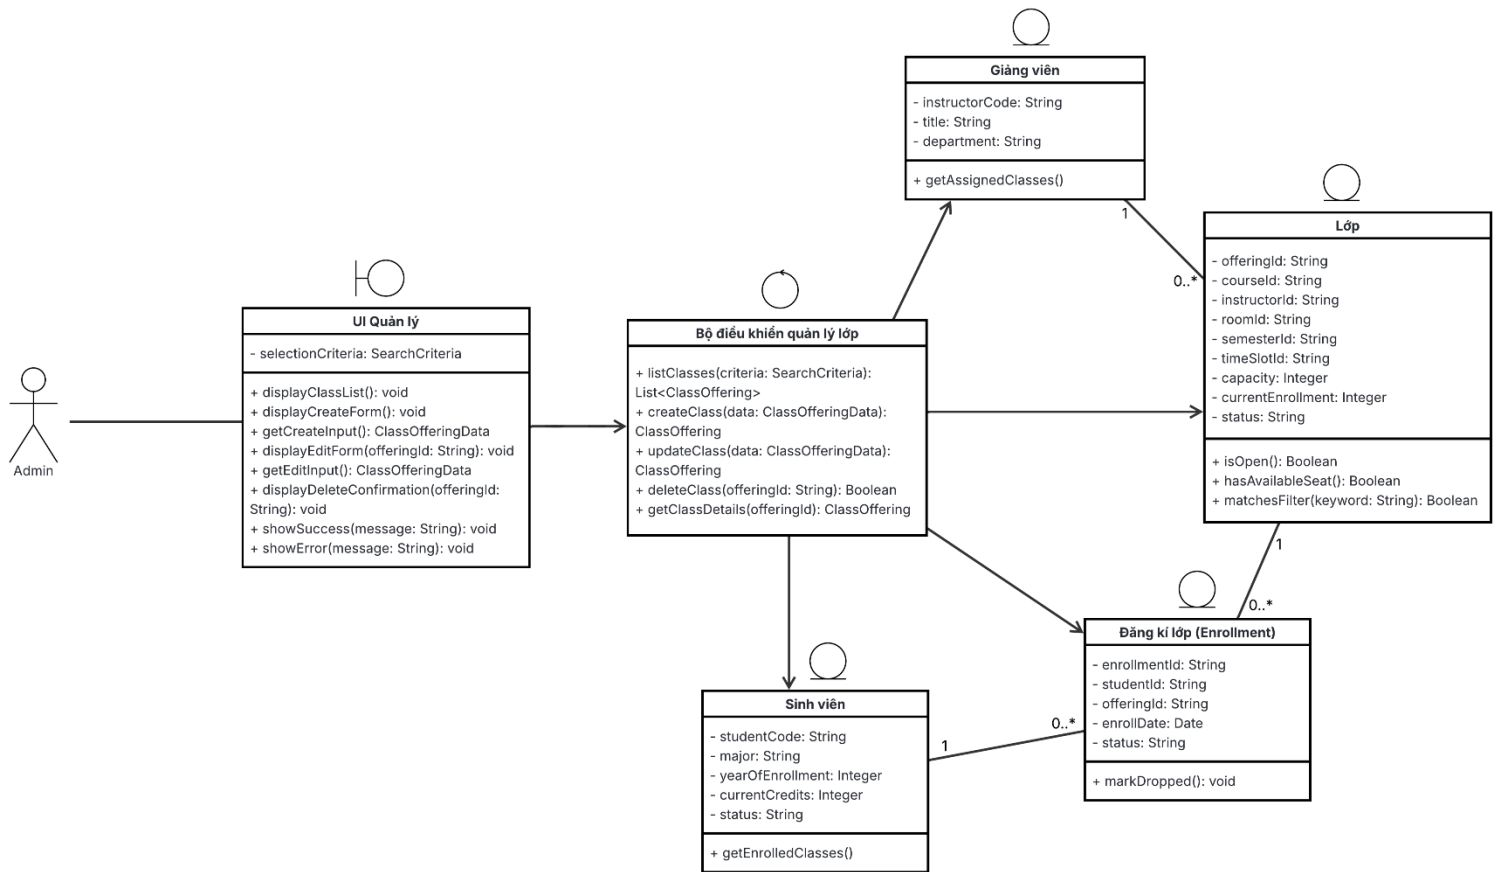 Admin
UI Quản lý
- selectionCriteria: SearchCriteria
+ displayClassList(): void
+ displayCreateForm(): void
+ getCreateInput(): ClassOfferingData
+ displayEditForm(offeringId: String): void
+ getEditInput(): ClassOfferingData
+ displayDeleteConfirmation(offeringId:
String): void
+ showSuccess(message: String): void
+ showError(message: String): void
Bộ điều khiển quản lý lớp
+ listClasses(criteria: SearchCriteria):
List<ClassOffering>
+ createClass(data: ClassOfferingData):
ClassOffering
+ updateClass(data: ClassOfferingData):
ClassOffering
+ deleteClass(offeringId: String): Boolean
+ getClassDetails(offeringId): ClassOffering
Giảng viên
- instructorCode: String
- title: String
- department: String
+ getAssignedClasses()
1
0..*
Lớp
- offeringId: String
- courseId: String
- instructorId: String
- roomId: String
- semesterId: String
- timeSlotId: String
- capacity: Integer
- currentEnrollment: Integer
- status: String
+ isOpen(): Boolean
+ hasAvailableSeat(): Boolean
+ matchesFilter(keyword: String): Boolean
1
0..*
Đăng kí lớp (Enrollment)
- enrollmentId: String
- studentId: String
- offeringId: String
- enrollDate: Date
- status: String
+ markDropped(): void
0..*
1
Sinh viên
- studentCode: String
- major: String
- yearOfEnrollment: Integer
- currentCredits: Integer
- status: String
+ getEnrolledClasses()